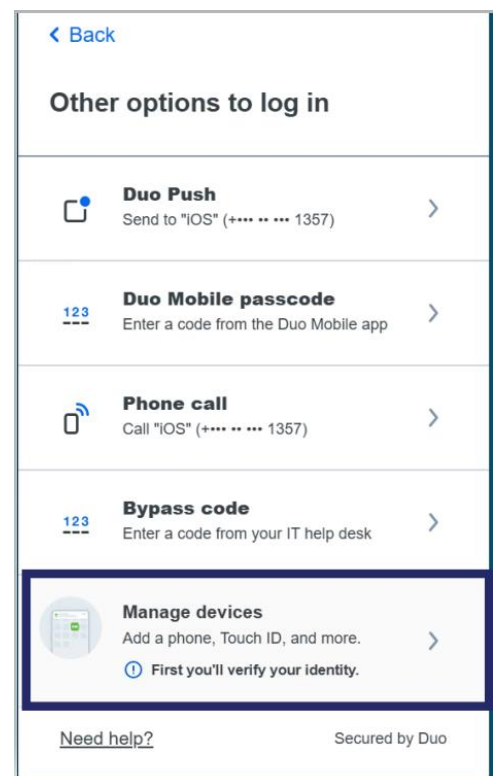 Back
Other options to log in
Duo Push
Send to "iOS" (+••• •• ••• 1357)
123
Duo Mobile passcode
Enter a code from the Duo Mobile app
Phone call
Call "iOS" (+••• •• ••• 1357)
123
Bypass code
Enter a code from your IT help desk
Manage devices
Add a phone, Touch ID, and more.
First you'll verify your identity.
Need help?
Secured by Duo